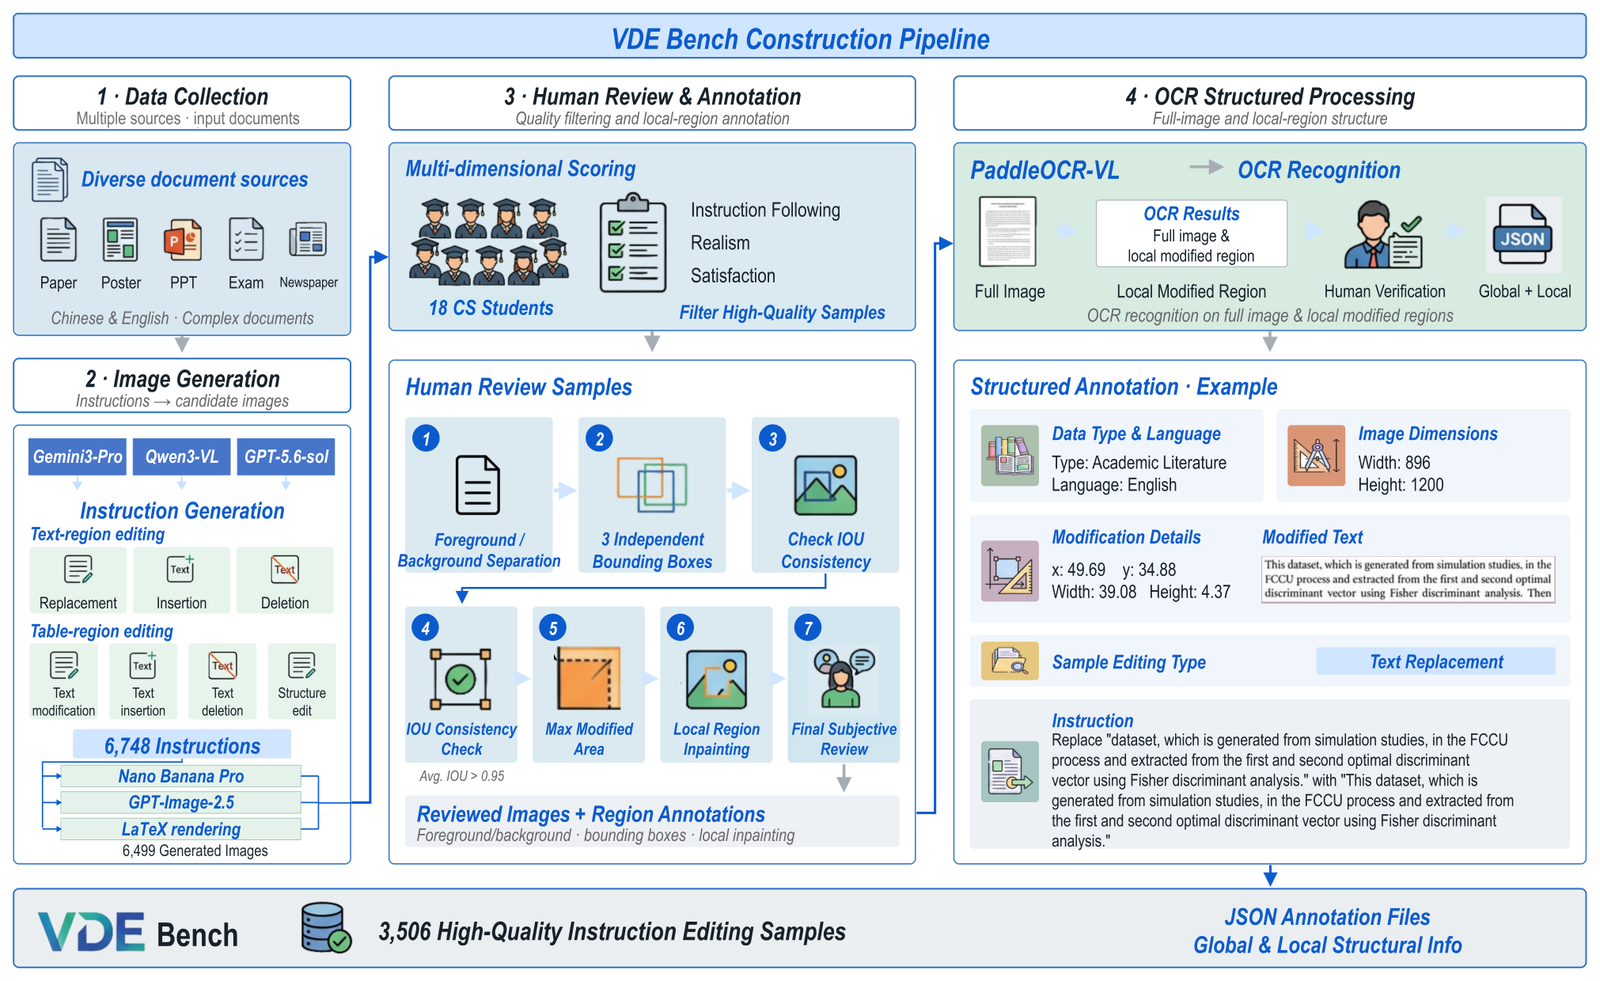 VDE Bench Construction Pipeline
1 · Data Collection
Multiple sources · input documents
Diverse document sources
P
Paper
Poster
PPT
Exam
Newspaper
Chinese & English · Complex documents
2 · Image Generation
Instructions → candidate images
Gemini3-Pro
Qwen3-VL
GPT-5.6-sol
Instruction Generation
Text-region editing
Text
Text
Replacement
Insertion
Deletion
Table-region editing
Text
Text
Text modification
Text insertion
Text deletion
Structure edit
6,748 Instructions
Nano Banana Pro
GPT-Image-2.5
LaTeX rendering
6,499 Generated Images
3 · Human Review & Annotation
Quality filtering and local-region annotation
Multi-dimensional Scoring
Instruction Following
Realism
Satisfaction
18 CS Students
Filter High-Quality Samples
Human Review Samples
1
Foreground /
Background Separation
2
3 Independent
Bounding Boxes
3
Check IOU
Consistency
4
IOU Consistency
Check
Avg. IOU > 0.95
5
Max Modified
Area
6
Local Region
Inpainting
7
Final Subjective
Review
Reviewed Images + Region Annotations
Foreground/background · bounding boxes · local inpainting
4 · OCR Structured Processing
Full-image and local-region structure
PaddleOCR-VL → OCR Recognition
OCR Results
Full image &
local modified region
JSON
Full Image
Local Modified Region
Human Verification
Global + Local
OCR recognition on full image & local modified regions
Structured Annotation · Example
Data Type & Language
Type: Academic Literature
Language: English
Image Dimensions
Width: 896
Height: 1200
Modification Details
x: 49.69 y: 34.88
Width: 39.08 Height: 4.37
Modified Text
This dataset, which is generated from simulation studies, in the
FCCU process and extracted from the first and second optimal
discriminant vector using Fisher discriminant analysis. Then
Sample Editing Type
Text Replacement
Instruction
Replace "dataset, which is generated from simulation studies, in the FCCU
process and extracted from the first and second optimal discriminant
vector using Fisher discriminant analysis." with "This dataset, which is
generated from simulation studies, in the FCCU process and extracted from
the first and second optimal discriminant vector using Fisher discriminant
analysis."
VDE Bench
3,506 High-Quality Instruction Editing Samples
JSON Annotation Files
Global & Local Structural Info